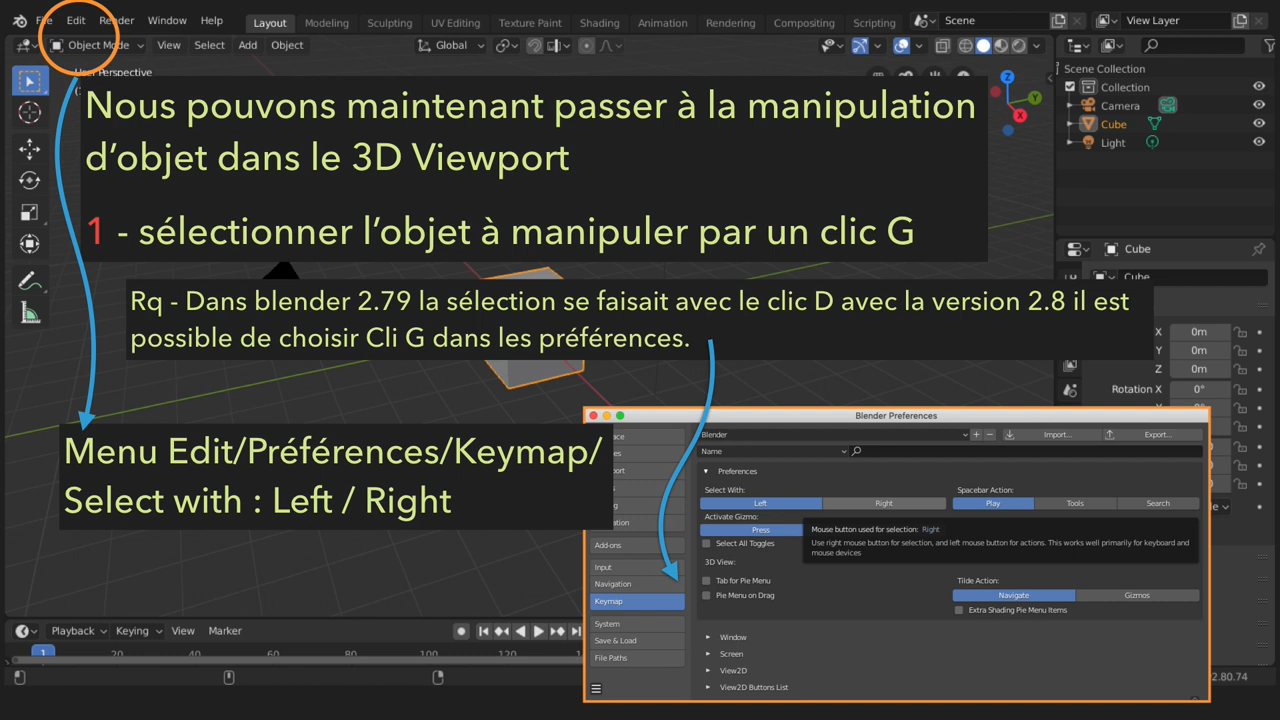 Edit Render Window Help Layout Modeling Sculpting UV Editing Texture Paint Shading Animation Rendering Compositing Scripting Scene View Layer
Object Mode View Select Add Object Global
User Perspective
Scene Collection
Collection
Camera
Cube
Light
Nous pouvons maintenant passer à la manipulation
d'objet dans le 3D Viewport
1 - sélectionner l'objet à manipuler par un clic G
Cube
Cube
Rq - Dans blender 2.79 la sélection se faisait avec le clic D avec la version 2.8 il est
possible de choisir Cli G dans les préférences.
X 0m
Y 0m
Z 0m
Rotation X 0°
Menu Edit/Préférences/Keymap/
Select with : Left / Right
Blender Preferences
Blender Import... Export...
Name
Preferences
Select With: Spacebar Action:
Left Right Play Tools Search
Activate Gizmo:
Press
Mouse button used for selection: Right
Use right mouse button for selection, and left mouse button for actions. This works well primarily for keyboard and
mouse devices
Select All Toggles
3D View:
Tab for Pie Menu Tilde Action:
Pie Menu on Drag Navigate Gizmos
Extra Shading Pie Menu Items
Window
Screen
View2D
View2D Buttons List
Add-ons
Input
Navigation
Keymap
System
Save & Load
File Paths
Playback Keying View Marker
1 20 40 60 80 100 120 140
2.80.74